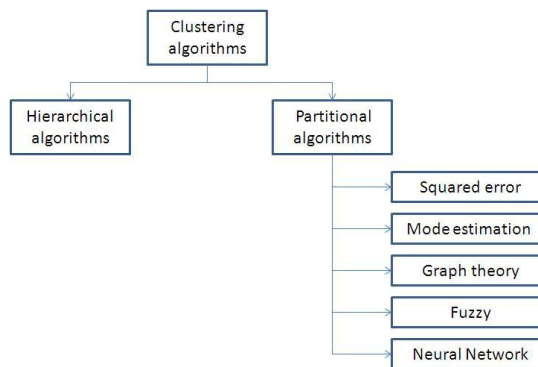 Clustering
algorithms
Hierarchical
algorithms
Partitional
algorithms
Squared error
Mode estimation
Graph theory
Fuzzy
Neural Network